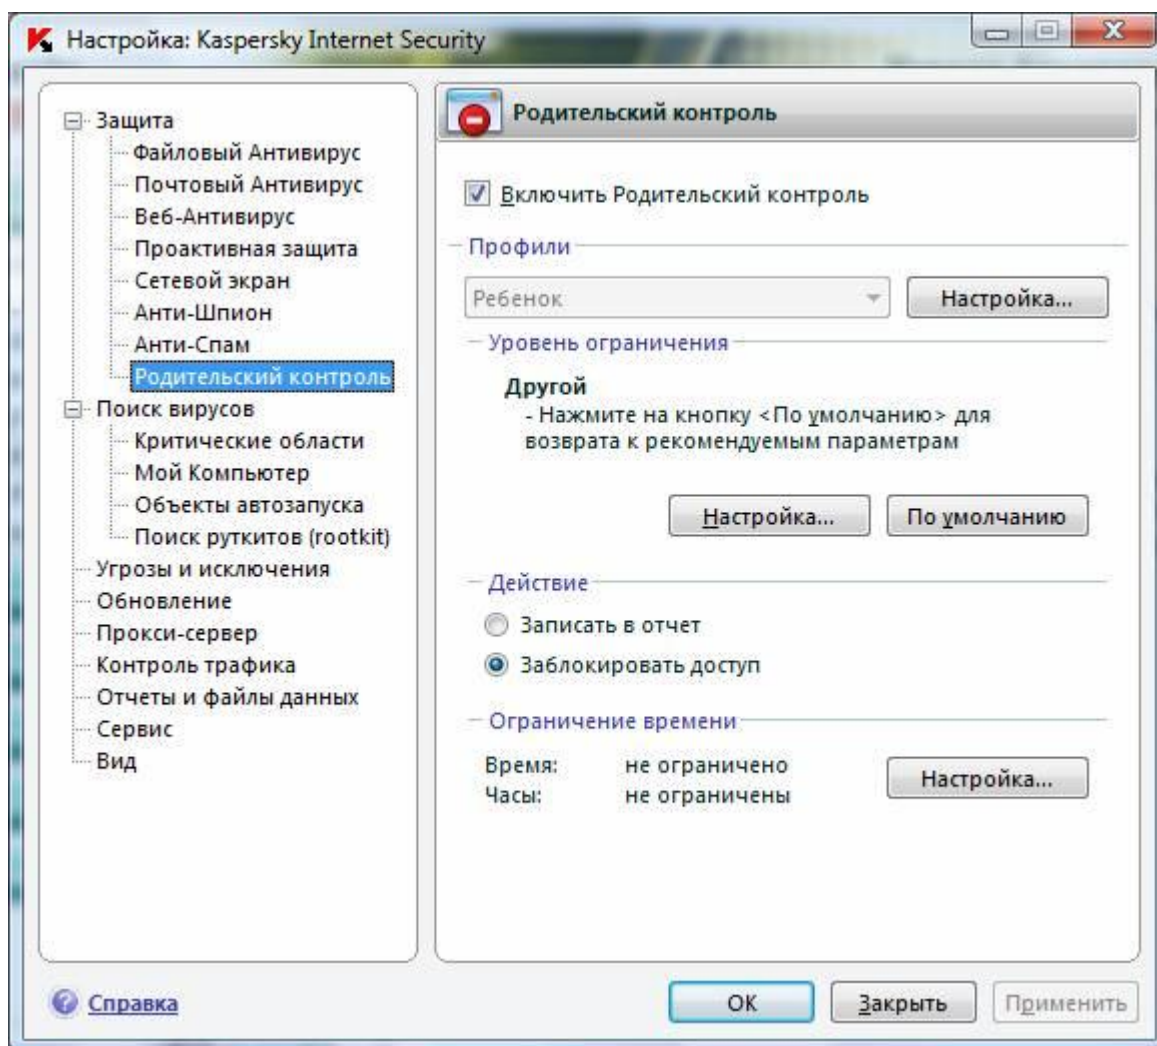 Настройка: Kaspersky Internet Security
Защита
Файловый Антивирус
Почтовый Антивирус
Веб-Антивирус
Проактивная защита
Сетевой экран
Анти-Шпион
Анти-Спам
Родительский контроль
Поиск вирусов
Критические области
Мой Компьютер
Объекты автозапуска
Поиск руткитов (rootkit)
Угрозы и исключения
Обновление
Прокси-сервер
Контроль трафика
Отчеты и файлы данных
Сервис
Вид
Родительский контроль
Включить Родительский контроль
Профили
Ребенок
Настройка...
Уровень ограничения
Другой
- Нажмите на кнопку <По умолчанию> для
возврата к рекомендуемым параметрам
Настройка... По умолчанию
Действие
Записать в отчет
Заблокировать доступ
Ограничение времени
Время: не ограничено
Часы: не ограничены
Настройка...
Справка
ОК Закрыть Применить